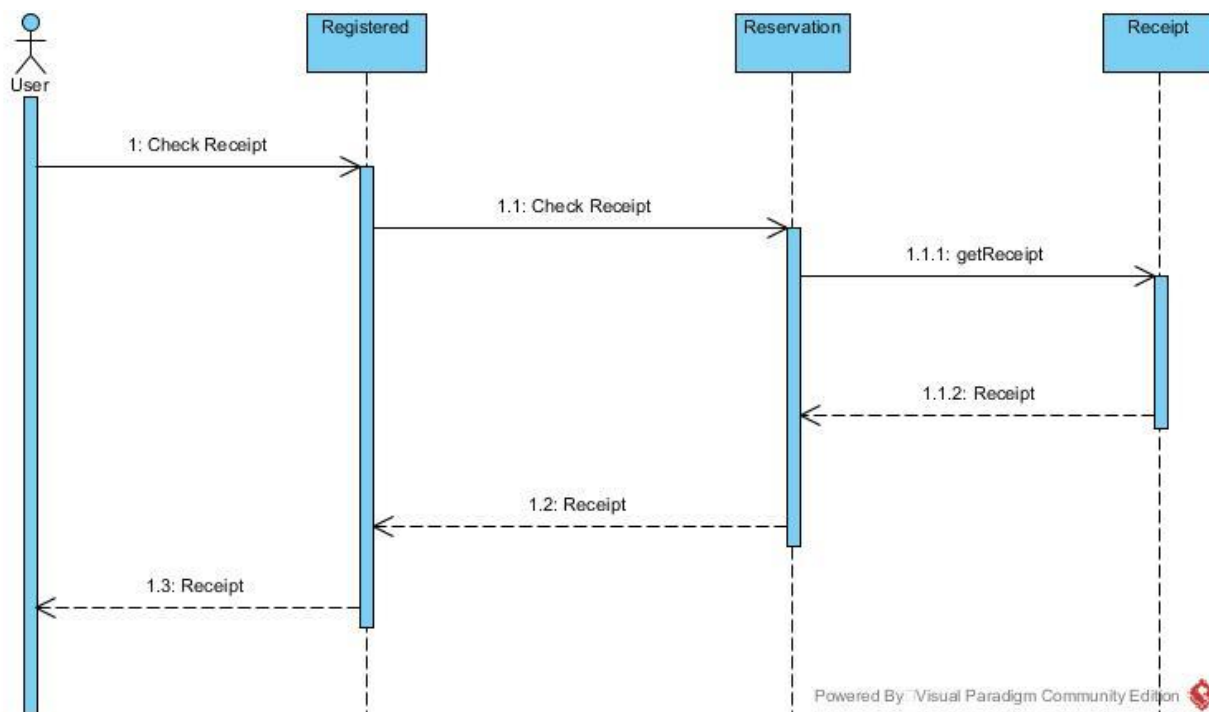 Registered
Reservation
Receipt
User
1: Check Receipt
1.1: Check Receipt
1.1.1: getReceipt
1.1.2: Receipt
1.2: Receipt
1.3: Receipt
Powered By Visual Paradigm Community Edition